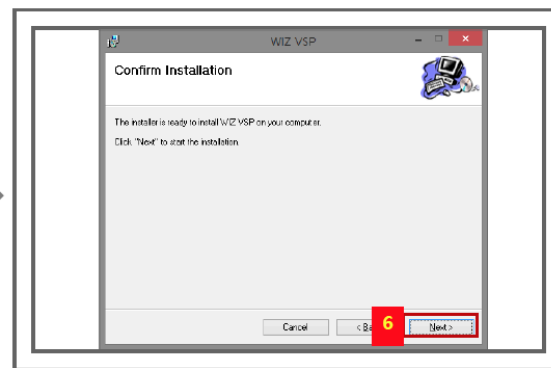 WIZ VSP
Confirm Installation
The installer is ready to install WIZ VSP on your computer.
Click "Next" to start the installation.
Cancel
< Ba
6
Next >